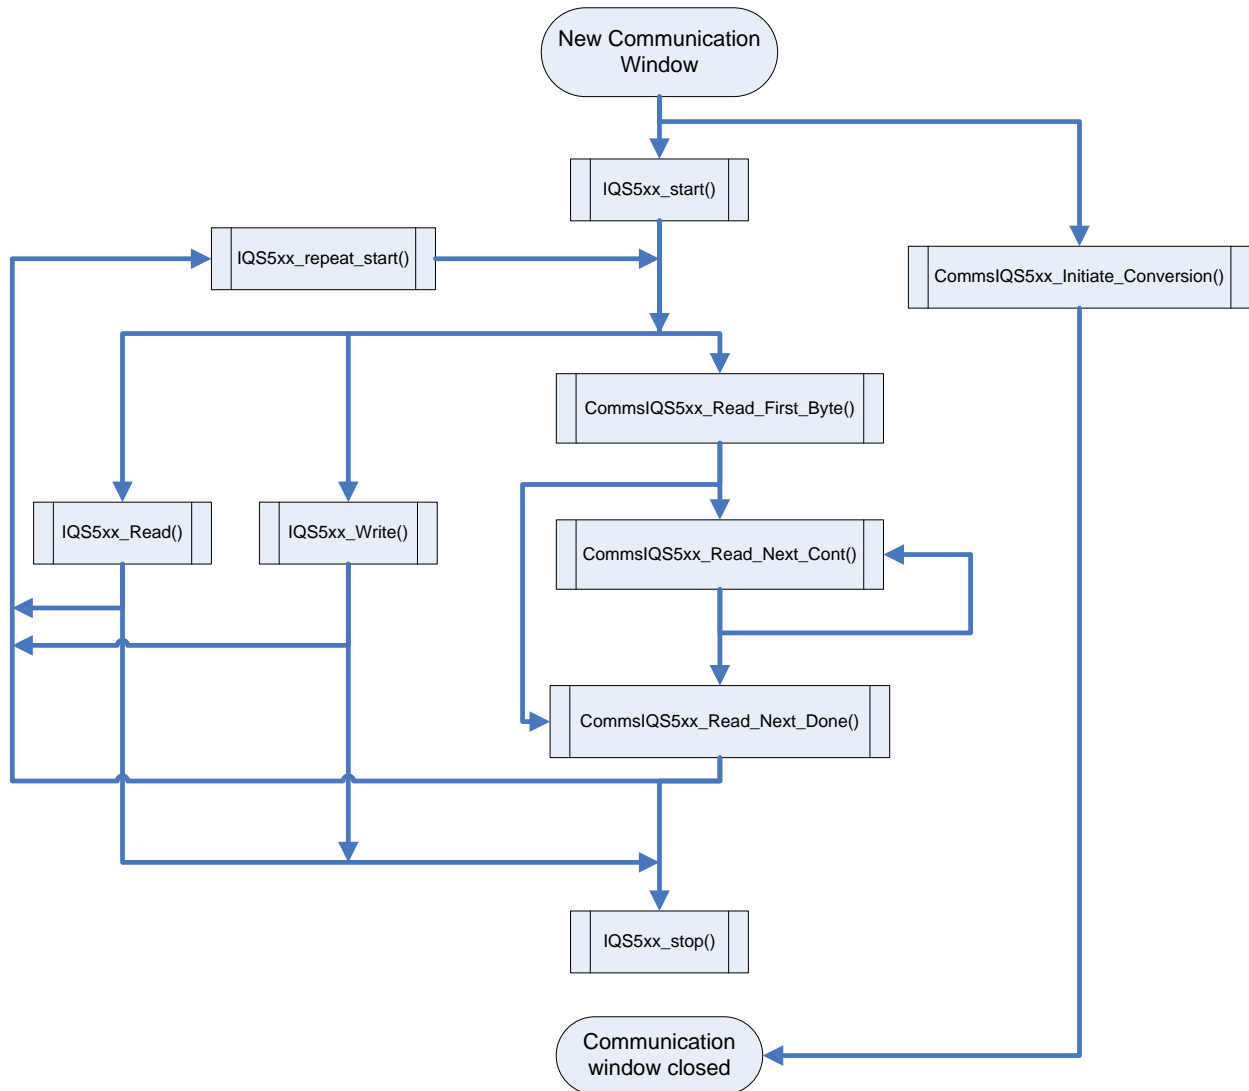 New Communication
Window
IQS5xx_start()
IQS5xx_repeat_start()
CommsIQS5xx_Initiate_Conversion()
CommsIQS5xx_Read_First_Byte()
IQS5xx_Read()
IQS5xx_Write()
CommsIQS5xx_Read_Next_Cont()
CommsIQS5xx_Read_Next_Done()
IQS5xx_stop()
Communication
window closed